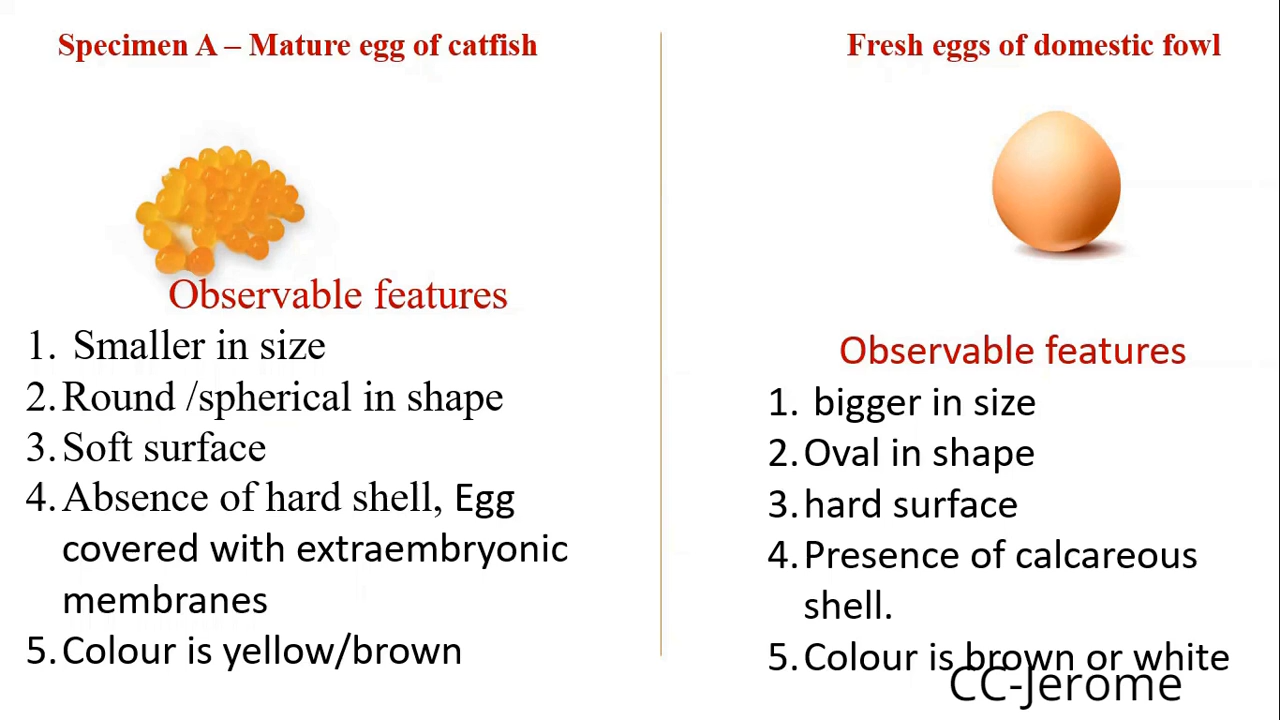 Specimen A – Mature egg of catfish
Observable features
1. Smaller in size
2. Round /spherical in shape
3. Soft surface
4. Absence of hard shell, Egg
covered with extraembryonic
membranes
5. Colour is yellow/brown
Fresh eggs of domestic fowl
Observable features
1. bigger in size
2. Oval in shape
3. hard surface
4. Presence of calcareous
shell.
5. Colour is brown or white
CC-Jerome